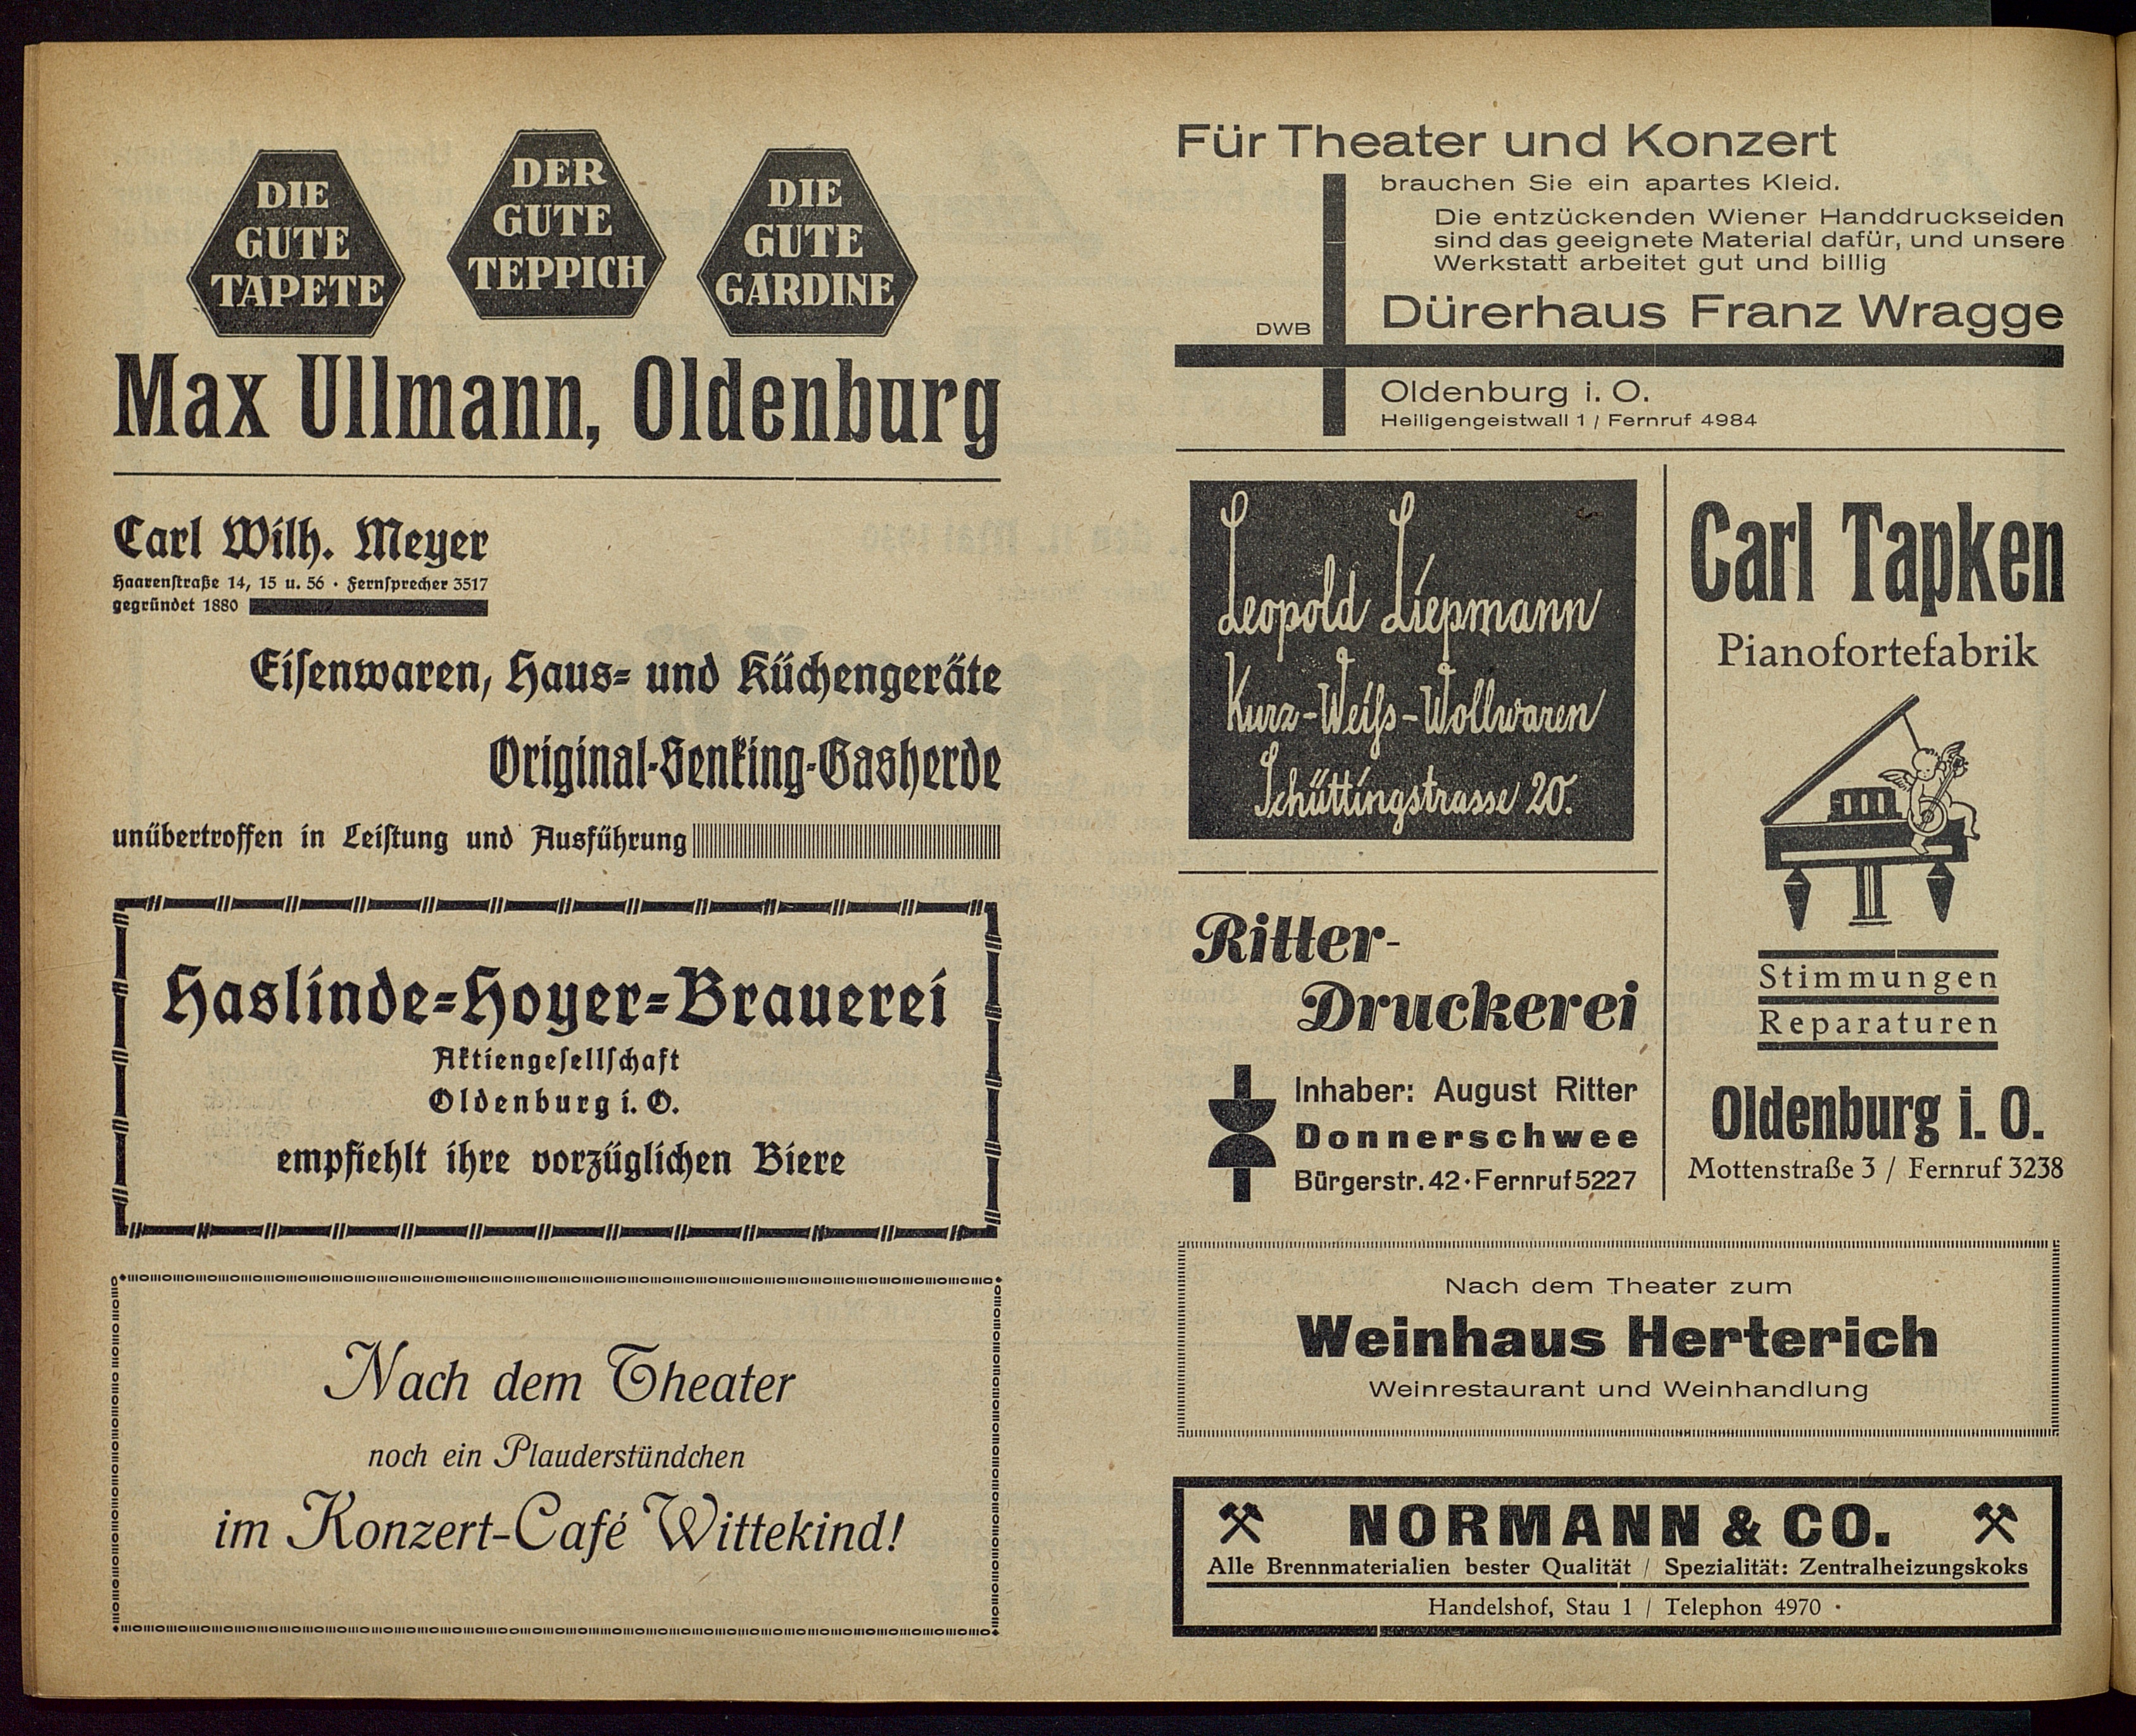 DIE
GUTE
TAPETE
DER
GUTE
TEPPICH
DIE
GUTE
GARDINE
Max Ullmann, Oldenburg
Carl Wilh. Meyer
Haarenstraße 14, 15 u. 56 · Fernsprecher 3517
gegründet 1880
Eisenwaren, Haus- und Küchengeräte
Original-Senking-Gasherde
unübertroffen in Leistung und Ausführung
Haslinde-Hoyer-Brauerei
Aktiengesellschaft
Oldenburg i. O.
empfiehlt ihre vorzüglichen Biere
Nach dem Theater
noch ein Plauderstündchen
im Konzert-Café Wittekind!
Für Theater und Konzert
brauchen Sie ein apartes Kleid.
Die entzückenden Wiener Handdruckseiden
sind das geeignete Material dafür, und unsere
Werkstatt arbeitet gut und billig
DWB
Dürerhaus Franz Wragge
Oldenburg i. O.
Heiligengeistwall 1 / Fernruf 4984
Leopold Liepmann
Kurz-Weiß-Wollwaren
Schüttingstrasse 20.
Ritter-
Druckerei
Inhaber: August Ritter
Donnerschwee
Bürgerstr. 42 · Fernruf 5227
Carl Tapken
Pianofortefabrik
Stimmungen
Reparaturen
Oldenburg i. O.
Mottenstraße 3 / Fernruf 3238
Nach dem Theater zum
Weinhaus Herterich
Weinrestaurant und Weinhandlung
NORMANN & CO.
Alle Brennmaterialien bester Qualität / Spezialität: Zentralheizungskoks
Handelshof, Stau 1 / Telephon 4970 ·